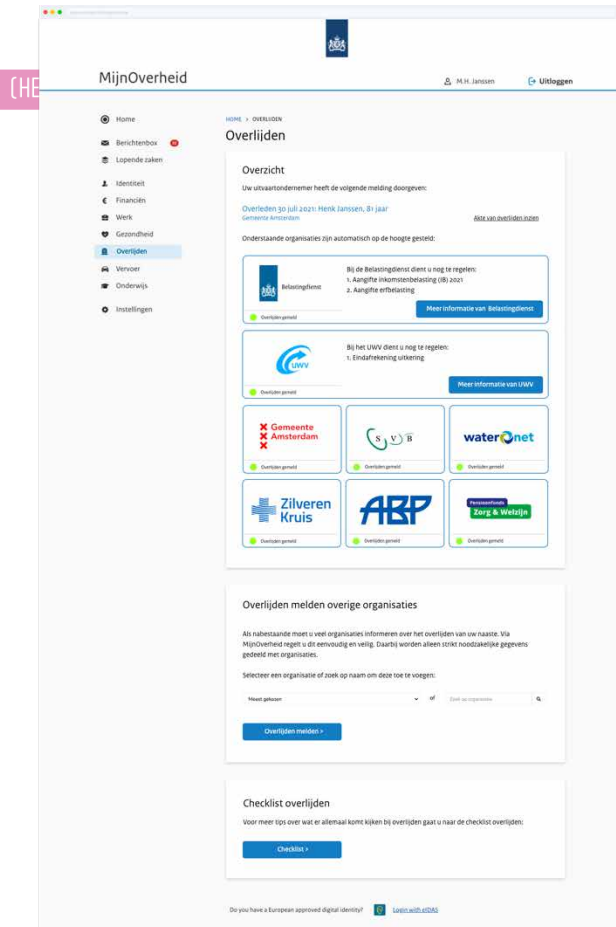 MijnOverheid
M.H. Janssen
Uitloggen
(HE
Home
Berichtenbox
Lopende zaken
Identiteit
Financiën
Werk
Gezondheid
Overlijden
Vervoer
Onderwijs
Instellingen
HOME > OVERLIJDEN
Overlijden
Overzicht
Uw uitvaartondernemer heeft de volgende melding doorgeven:
Overleden 30 juli 2021: Henk Janssen, 81 jaar
Gemeente Amsterdam
Akte van overlijden inzien
Onderstaande organisaties zijn automatisch op de hoogte gesteld:
Belastingdienst
Bij de Belastingdienst dient u nog te regelen:
1. Aangifte Inkomstenbelasting (IB) 2021
2. Aangifte erfbelasting
Overlijden gemeld
Meer informatie van Belastingdienst
UWV
Bij het UWV dient u nog te regelen:
1. Eindafrekening uitkering
Overlijden gemeld
Meer informatie van UWV
Gemeente
Amsterdam
Overlijden gemeld
SVB
Overlijden gemeld
waternet
Overlijden gemeld
Zilveren
Kruis
Overlijden gemeld
ABP
Overlijden gemeld
Pensioenfonds
Zorg & Welzijn
Overlijden gemeld
Overlijden melden overige organisaties
Als nabestaande moet u veel organisaties informeren over het overlijden van uw naaste. Via
MijnOverheid regelt u dit eenvoudig en veilig. Daarbij worden alleen strikt noodzakelijke gegevens
gedeeld met organisaties.
Selecteer een organisatie of zoek op naam om deze toe te voegen:
Meest gekozen
of
Zoek op organisatie
Overlijden melden >
Checklist overlijden
Voor meer tips over wat er allemaal komt kijken bij overlijden gaat u naar de checklist overlijden:
Checklist >
Do you have a European approved digital identity?
Login with eIDAS